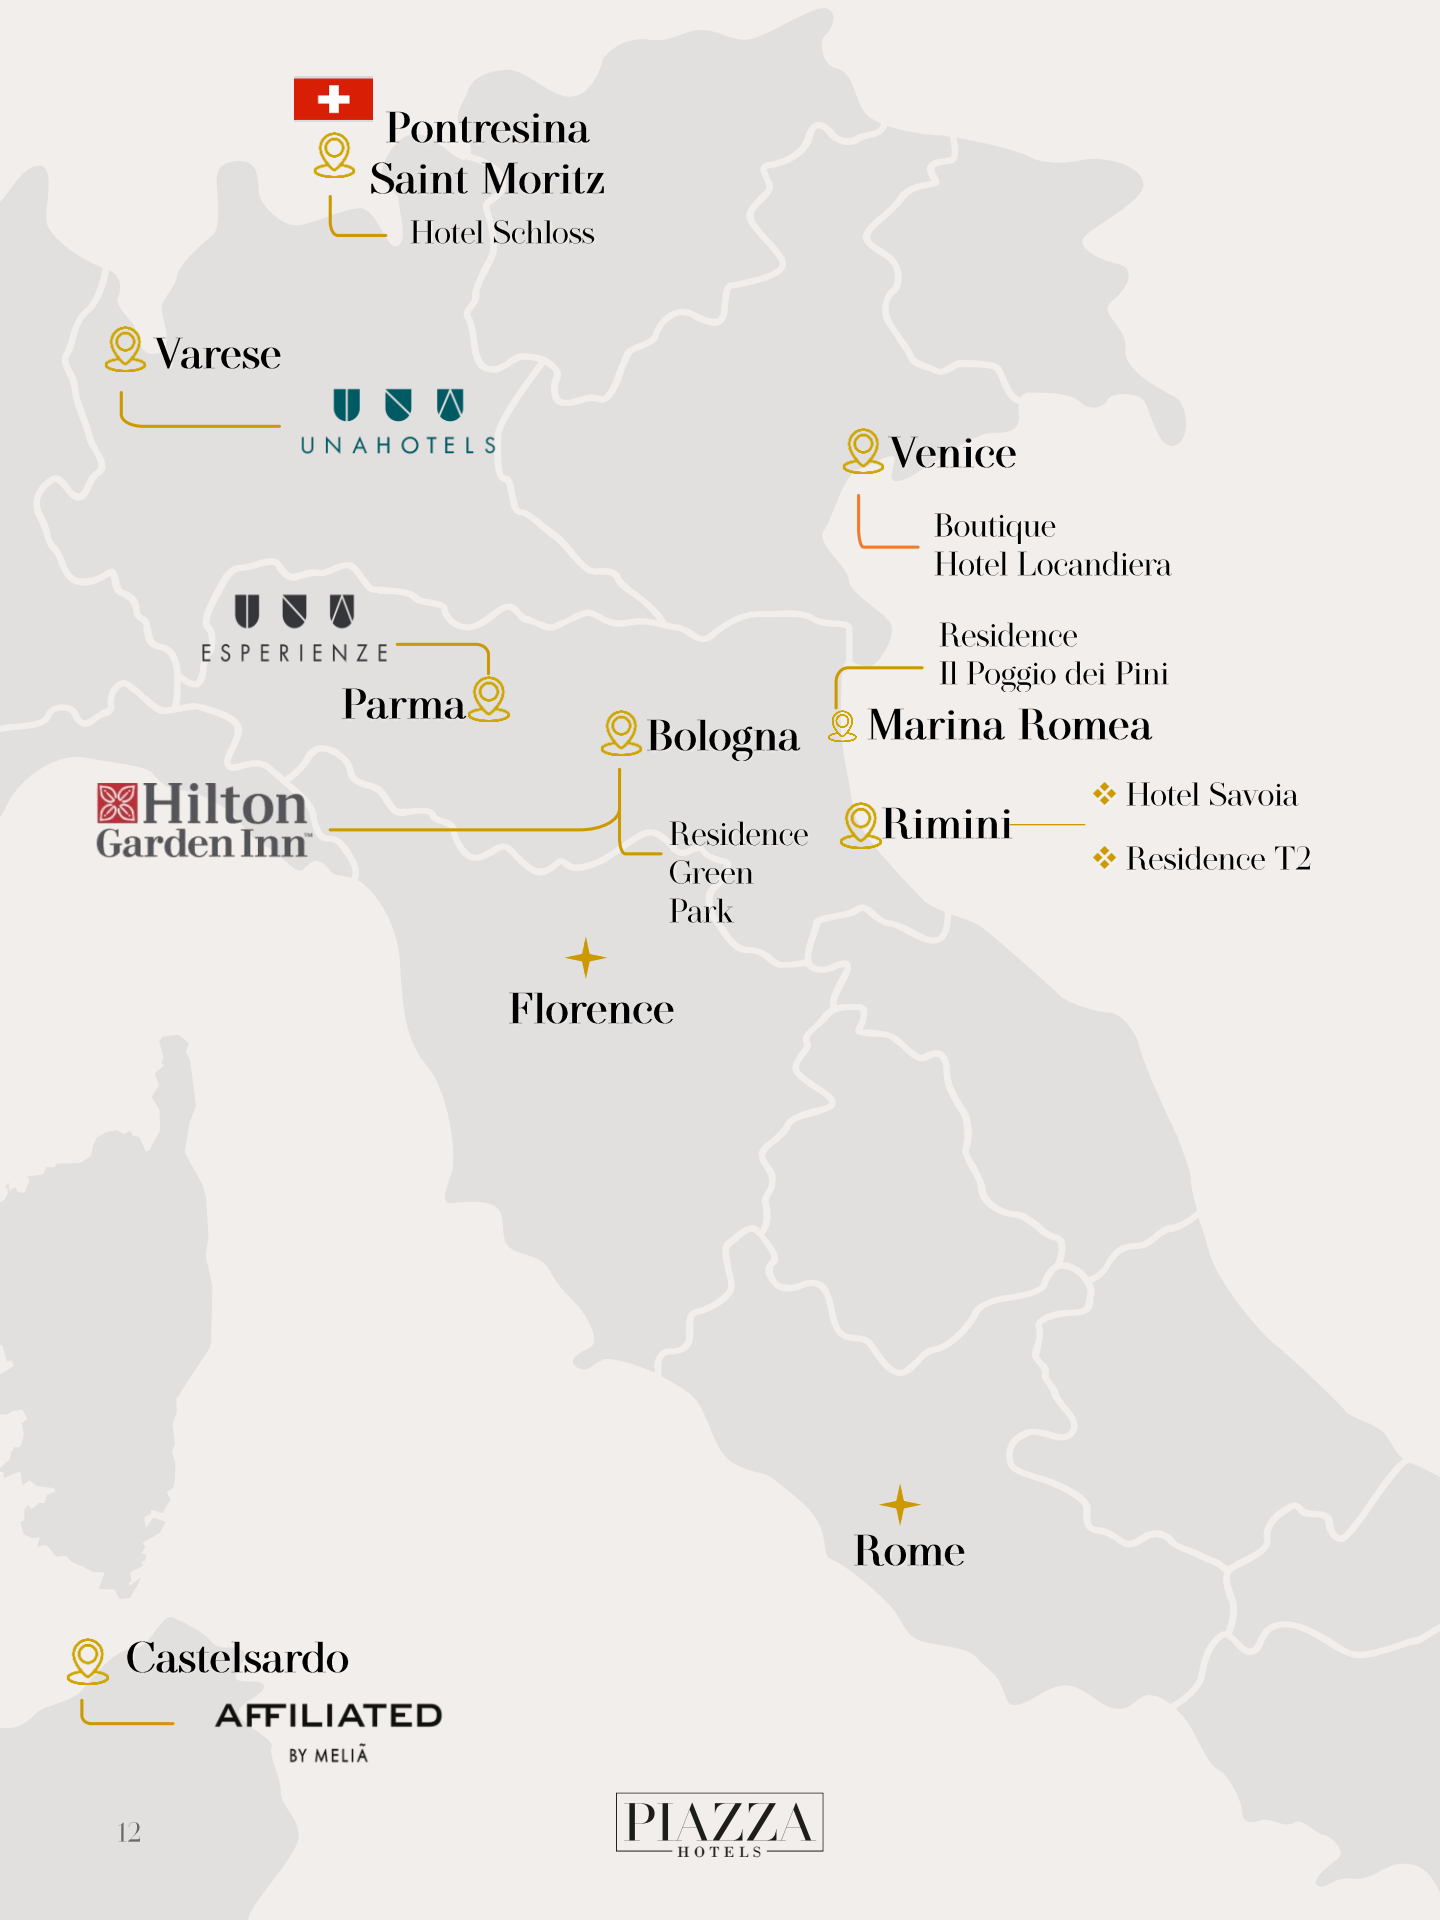 Pontresina
Saint Moritz
Hotel Schloss
Varese
UNAHOTELS
Venice
Boutique
Hotel Locandiera
UNA
ESPERIENZE
Parma
Residence
Il Poggio dei Pini
Marina Romea
Bologna
Hilton
Garden Inn™
Residence
Green
Park
Rimini
Hotel Savoia
Residence T2
Florence
Rome
Castelsardo
AFFILIATED
BY MELIÃ
12
PIAZZA
HOTELS